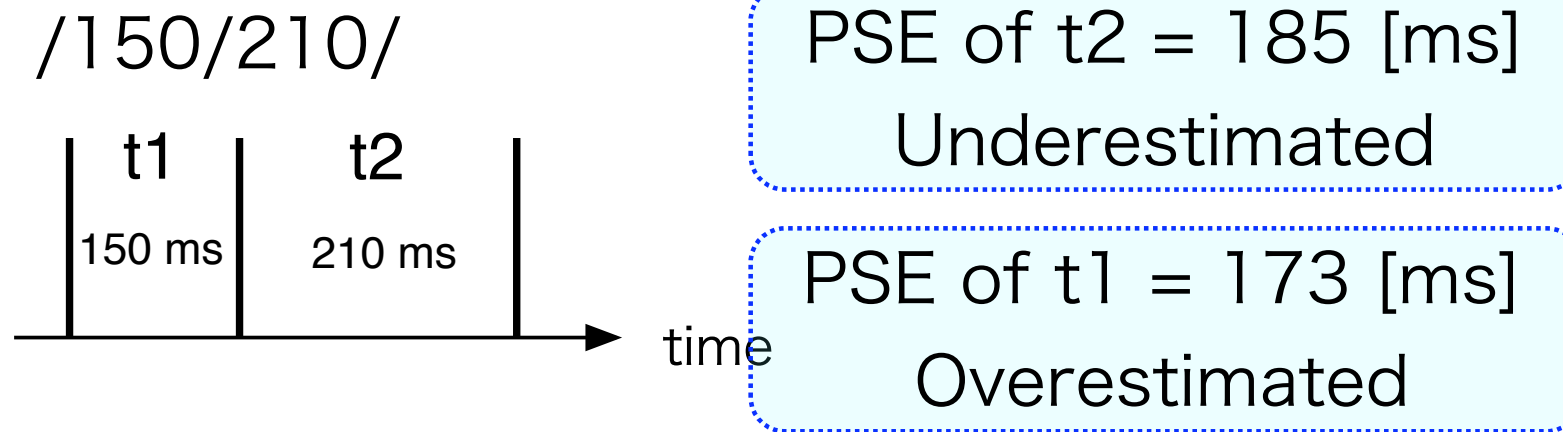 /150/210/
t1 t2
150 ms 210 ms
time
PSE of t2 = 185 [ms]
Underestimated
PSE of t1 = 173 [ms]
Overestimated